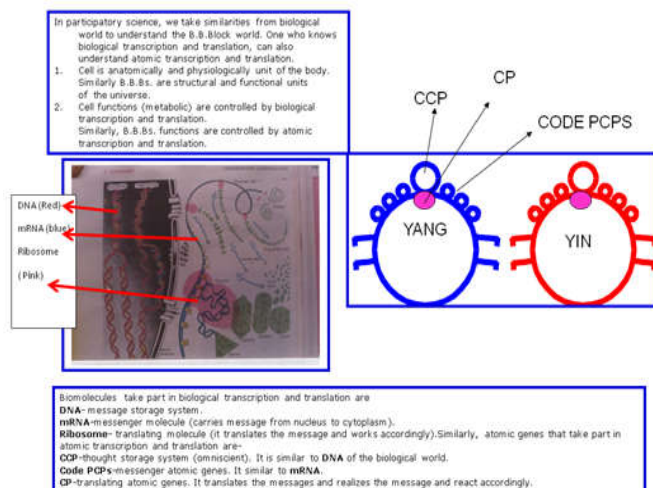 In participatory science, we take similarities from biological
world to understand the B.B.Block world. One who knows
biological transcription and translation, can also
understand atomic transcription and translation.
1. Cell is anatomically and physiologically unit of the body.
Similarly B.B.Bs. are structural and functional units
of the universe.
2. Cell functions (metabolic) are controlled by biological
transcription and translation.
Similarly, B.B.Bs. functions are controlled by atomic
transcription and translation.
CP
CCP
CODE PCPS
DNA (Red)
mRNA (blue)
Ribosome
(Pink)
YANG
YIN
Biomolecules take part in biological transcription and translation are
DNA- message storage system.
mRNA-messenger molecule (carries message from nucleus to cytoplasm).
Ribosome- translating molecule (it translates the message and works accordingly).Similarly, atomic genes that take part in
atomic transcription and translation are-
CCP-thought storage system (omniscient). It is similar to DNA of the biological world.
Code PCPs-messenger atomic genes. It similar to mRNA.
CP-translating atomic genes. It translates the messages and realizes the message and react accordingly.